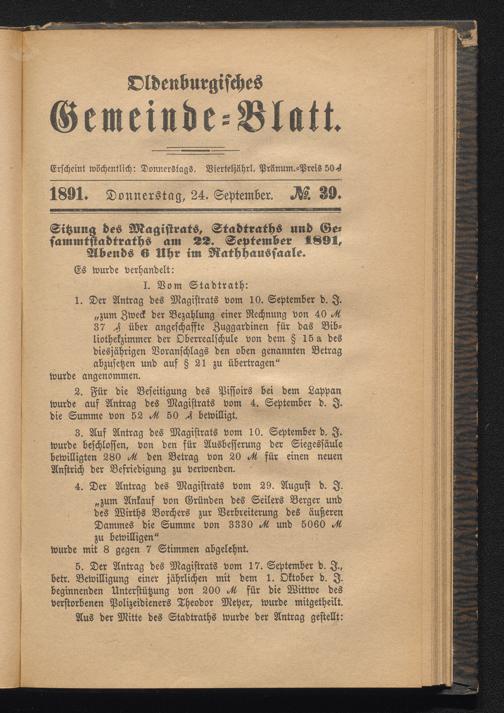 Oldenburgisches
Gemeinde-Blatt.
Erscheint wöchentlich: Donnerstags. Vierteljährl. Pränum.-Preis 50 ₰
1891. Donnerstag, 24. September. № 39.
Sitzung des Magistrats, Stadtraths und Ge-
sammtstadtraths am 22. September 1891,
Abends 6 Uhr im Rathhaussaale.
Es wurde verhandelt:
I. Vom Stadtrath:
1. Der Antrag des Magistrats vom 10. September d. J.
„zum Zweck der Bezahlung einer Rechnung von 40 ℳ
37 ₰ über angeschaffte Zuggardinen für das Bib-
liothekzimmer der Oberrealschule von dem § 15a des
diesjährigen Voranschlags den oben genannten Betrag
abzusetzen und auf § 21 zu übertragen“
wurde angenommen.
2. Für die Beseitigung des Pissoirs bei dem Lappan
wurde auf Antrag des Magistrats vom 4. September d. J.
die Summe von 52 ℳ 50 ₰ bewilligt.
3. Auf Antrag des Magistrats vom 10. September d. J.
wurde beschlossen, von den für Ausbesserung der Siegessäule
bewilligten 280 ℳ den Betrag von 20 ℳ für einen neuen
Anstrich der Befriedigung zu verwenden.
4. Der Antrag des Magistrats vom 29. August d. J.
„zum Ankauf von Gründen des Seilers Berger und
des Wirths Borchers zur Verbreiterung des äußeren
Dammes die Summe von 3330 ℳ und 5060 ℳ
zu bewilligen“
wurde mit 8 gegen 7 Stimmen abgelehnt.
5. Der Antrag des Magistrats vom 17. September d. J.,
betr. Bewilligung einer jährlichen mit dem 1. Oktober d. J.
beginnenden Unterstützung von 200 ℳ für die Wittwe des
verstorbenen Polizeidieners Theodor Meyer, wurde mitgetheilt.
Aus der Mitte des Stadtraths wurde der Antrag gestellt: